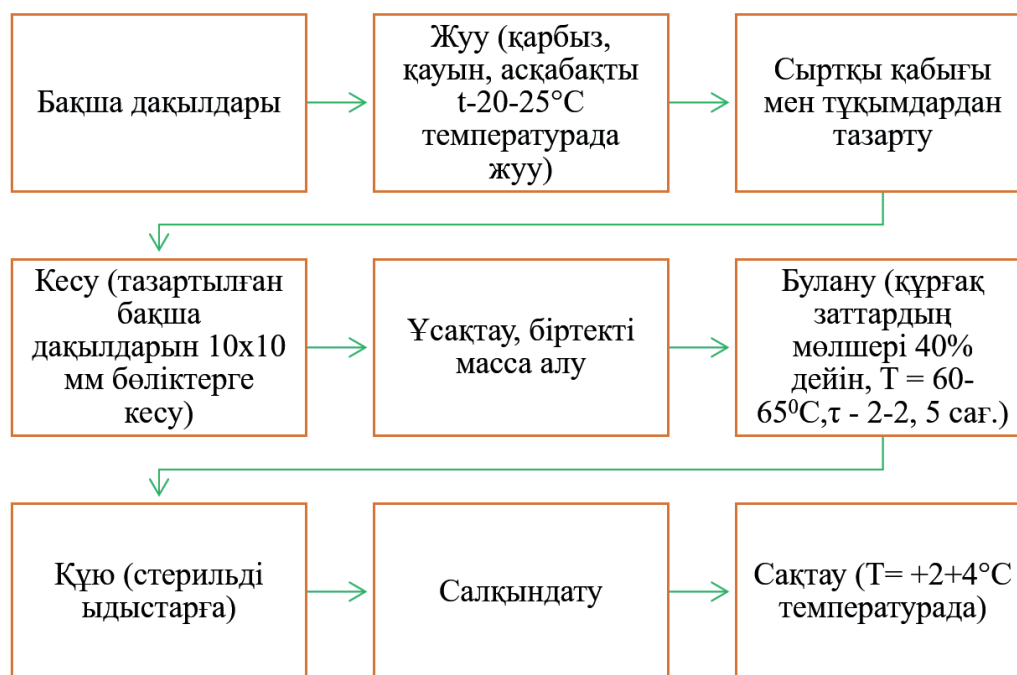 Бақша дақылдары
Жуу (қарбыз,
қауын, асқабақты
t-20-25°C
температурада
жуу)
Сыртқы қабығы
мен тұқымдардан
тазарту
Кесу (тазартылған
бақша
дақылдарын 10х10
мм бөліктерге
кесу)
Ұсақтау, біртекті
масса алу
Булану (құрғақ
заттардың
мөлшері 40%
дейін, Т = 60-
65⁰С,τ - 2-2, 5 сағ.)
Құю (стерильді
ыдыстарға)
Салқындату
Сақтау (Т= +2+4°С
температурада)